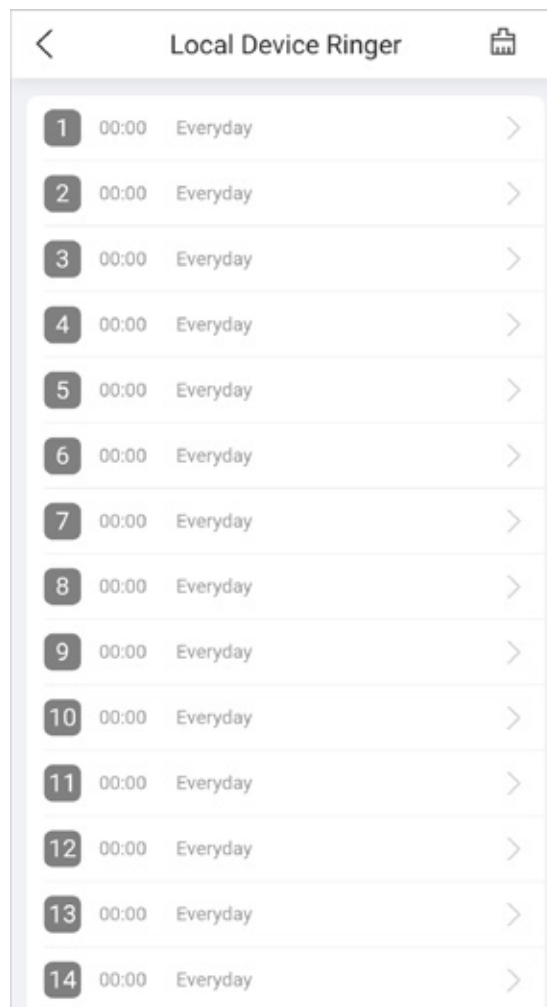 Local Device Ringer
1 00:00 Everyday
2 00:00 Everyday
3 00:00 Everyday
4 00:00 Everyday
5 00:00 Everyday
6 00:00 Everyday
7 00:00 Everyday
8 00:00 Everyday
9 00:00 Everyday
10 00:00 Everyday
11 00:00 Everyday
12 00:00 Everyday
13 00:00 Everyday
14 00:00 Everyday